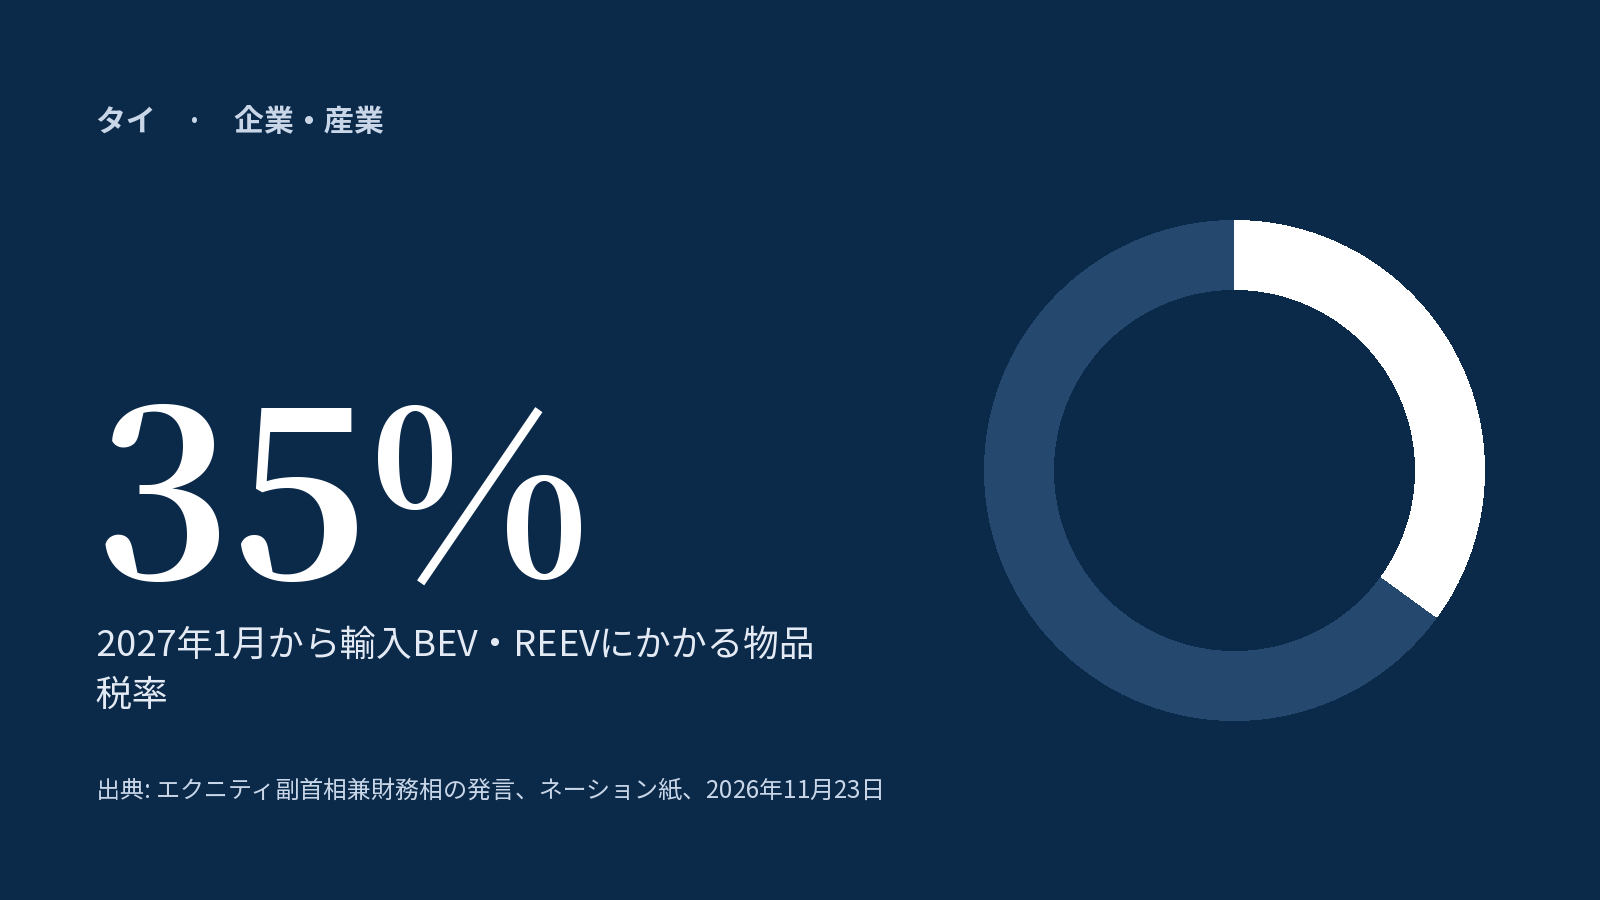 タイ ・ 企業・産業
35%
2027年1月から輸入BEV・REEVにかかる物品
税率
出典: エクニティ副首相兼財務相の発言、ネーション紙、2026年11月23日